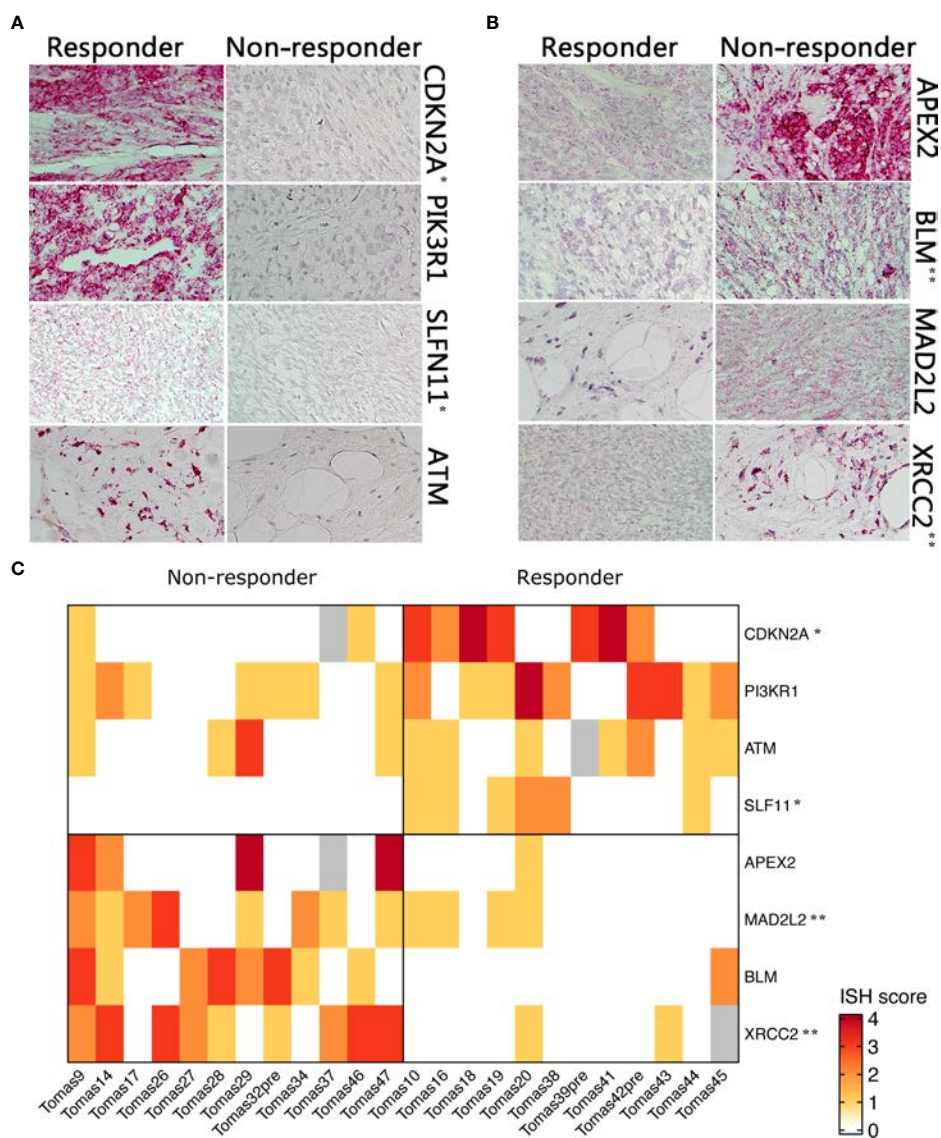 A
Responder Non-responder
CDKN2A*
PIK3R1
SLFN11*
ATM
B
Responder Non-responder
APEX2
BLM**
MAD2L2
XRCC2**
C
Non-responder Responder
CDKN2A *
PI3KR1
ATM
SLF11 *
APEX2
MAD2L2 **
BLM
XRCC2 **
ISH score
4
3
2
1
0
Tomas9 Tomas14 Tomas17 Tomas26 Tomas27 Tomas28 Tomas29 Tomas32pre Tomas34 Tomas37 Tomas46 Tomas47 Tomas10 Tomas16 Tomas18 Tomas19 Tomas20 Tomas38 Tomas39pre Tomas41 Tomas42pre Tomas43 Tomas44 Tomas45